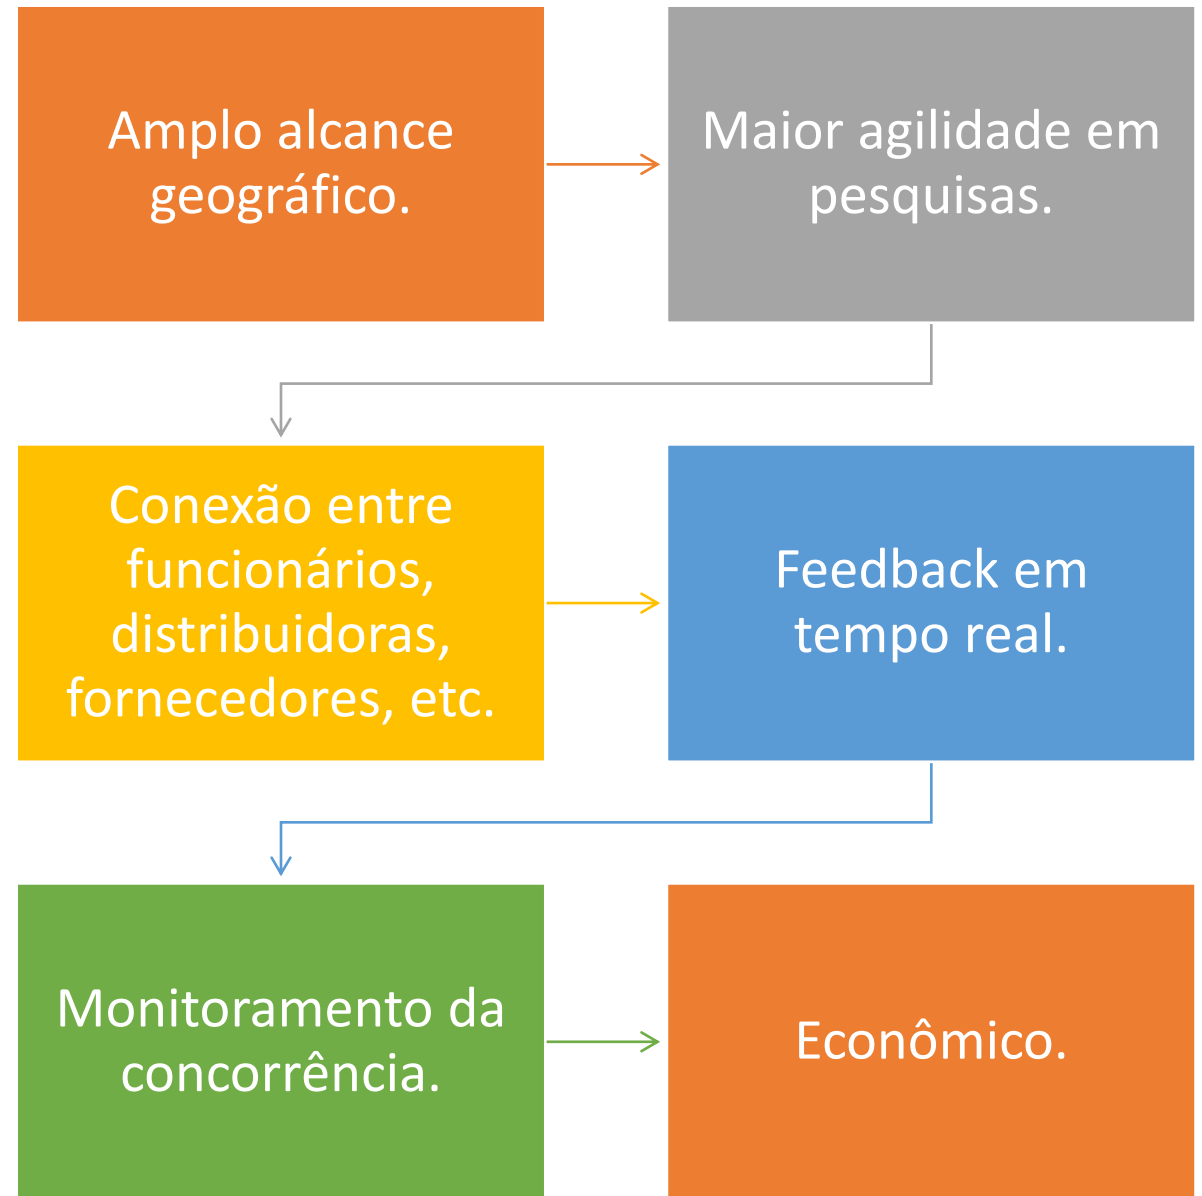 Amplo alcance
geográfico.
Maior agilidade em
pesquisas.
Conexão entre
funcionários,
distribuidoras,
fornecedores, etc.
Feedback em
tempo real.
Monitoramento da
concorrência.
Econômico.